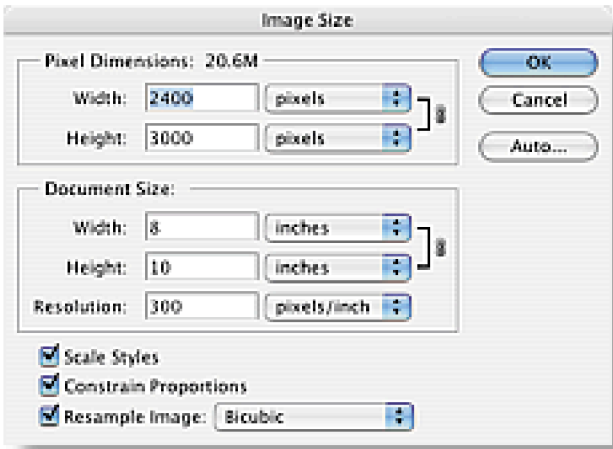 Image Size
Pixel Dimensions: 20.6M
Width: 2400 pixels
Height: 3000 pixels
OK
Cancel
Auto...
Document Size:
Width: 8 inches
Height: 10 inches
Resolution: 300 pixels/inch
Scale Styles
Constrain Proportions
Resample Image: Bicubic